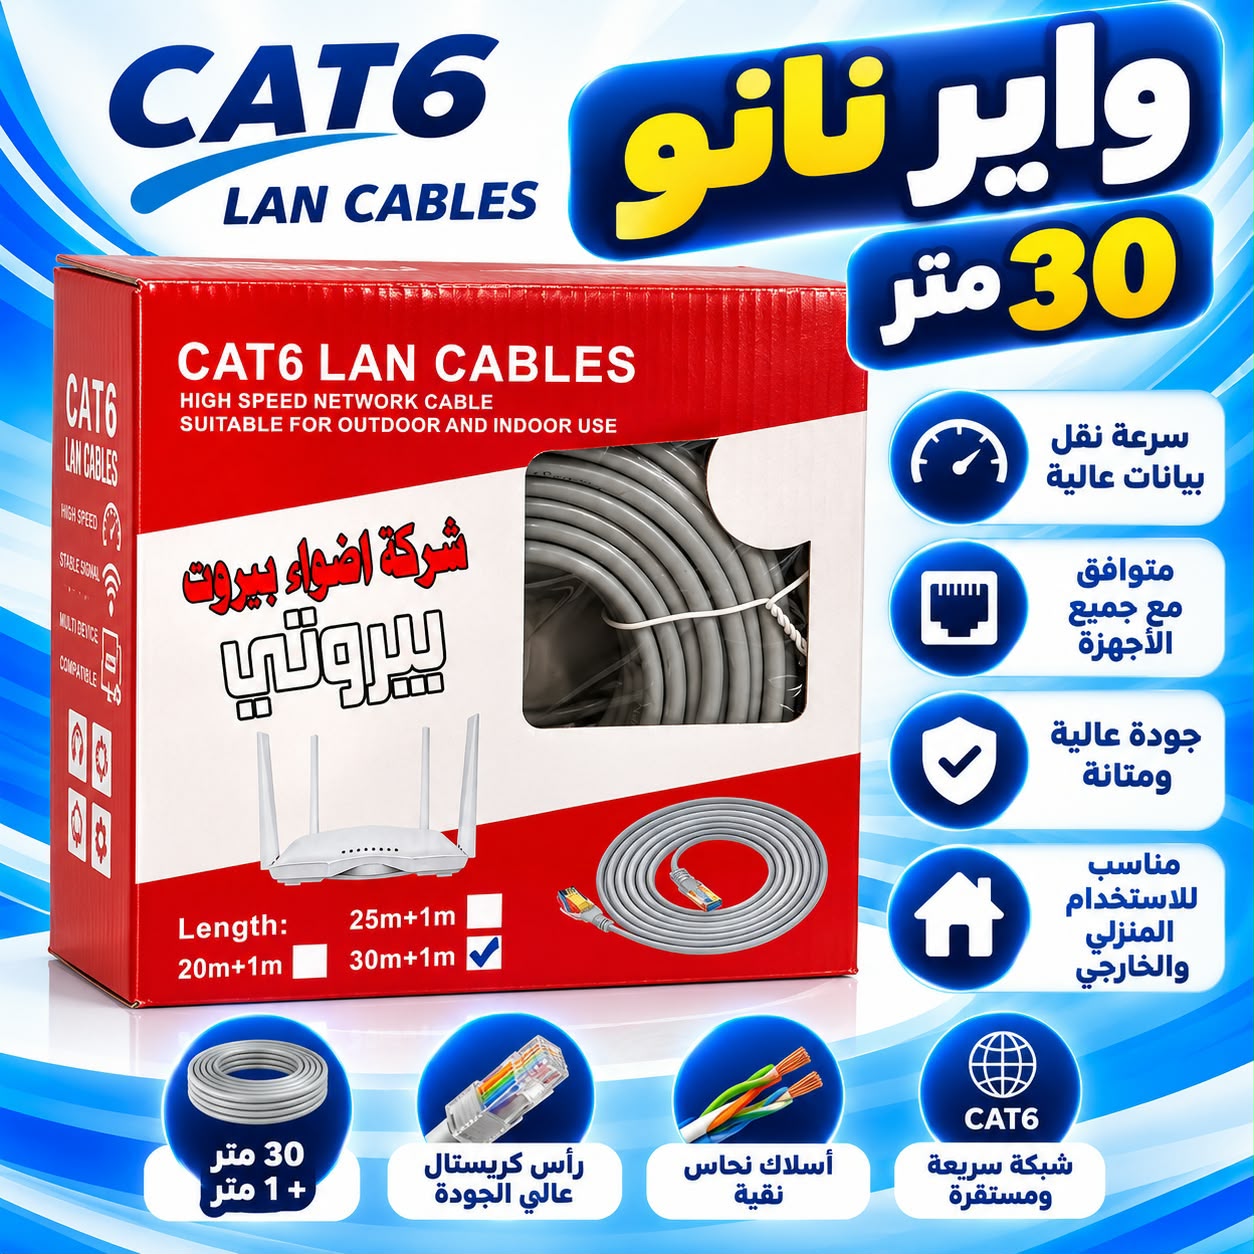 CAT6
LAN CABLES
واير نانو
30 متر
CAT6 LAN CABLES
HIGH SPEED NETWORK CABLE
SUITABLE FOR OUTDOOR AND INDOOR USE
شركة اضواء بيروت
بيروتي
Length:
25m+1m
20m+1m
30m+1m
CAT6
LAN CABLES
HIGH SPEED
STABLE SIGNAL
MULTI DEVICE
COMPATIBLE
سرعة نقل
بيانات عالية
متوافق
مع جميع
الأجهزة
جودة عالية
ومتانة
مناسب
للاستخدام
المنزلي
والخارجي
30 متر
+ 1 متر
رأس كريستال
عالي الجودة
أسلاك نحاس
نقية
CAT6
شبكة سريعة
ومستقرة